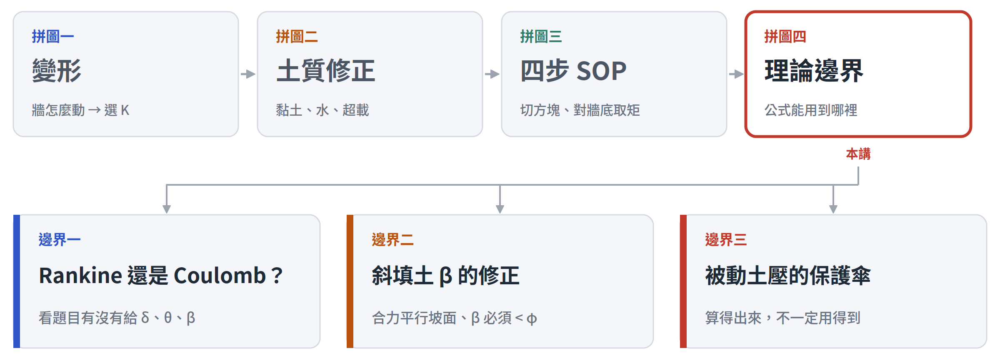 拼圖一
變形
牆怎麼動 → 選 K
拼圖二
土質修正
黏土、水、超載
拼圖三
四步 SOP
切方塊、對牆底取矩
拼圖四
理論邊界
公式能用到哪裡
本講
邊界一
Rankine 還是 Coulomb？
看題目有沒有給 δ、θ、β
邊界二
斜填土 β 的修正
合力平行坡面、β 必須 < φ
邊界三
被動土壓的保護傘
算得出來，不一定用得到